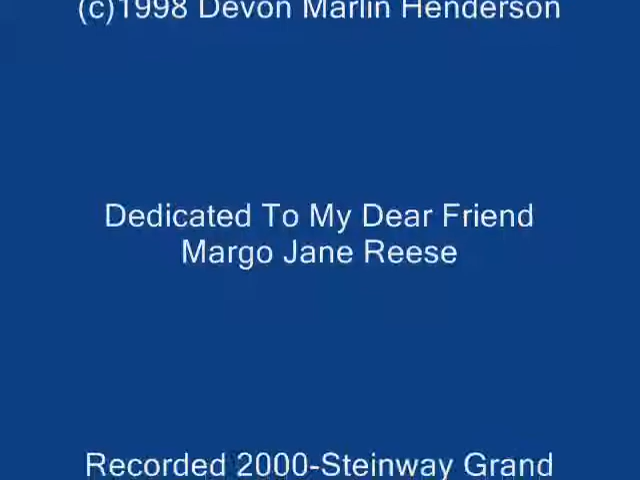 (c)1998 Devon Marlin Henderson
Dedicated To My Dear Friend
Margo Jane Reese
Recorded 2000-Steinway Grand